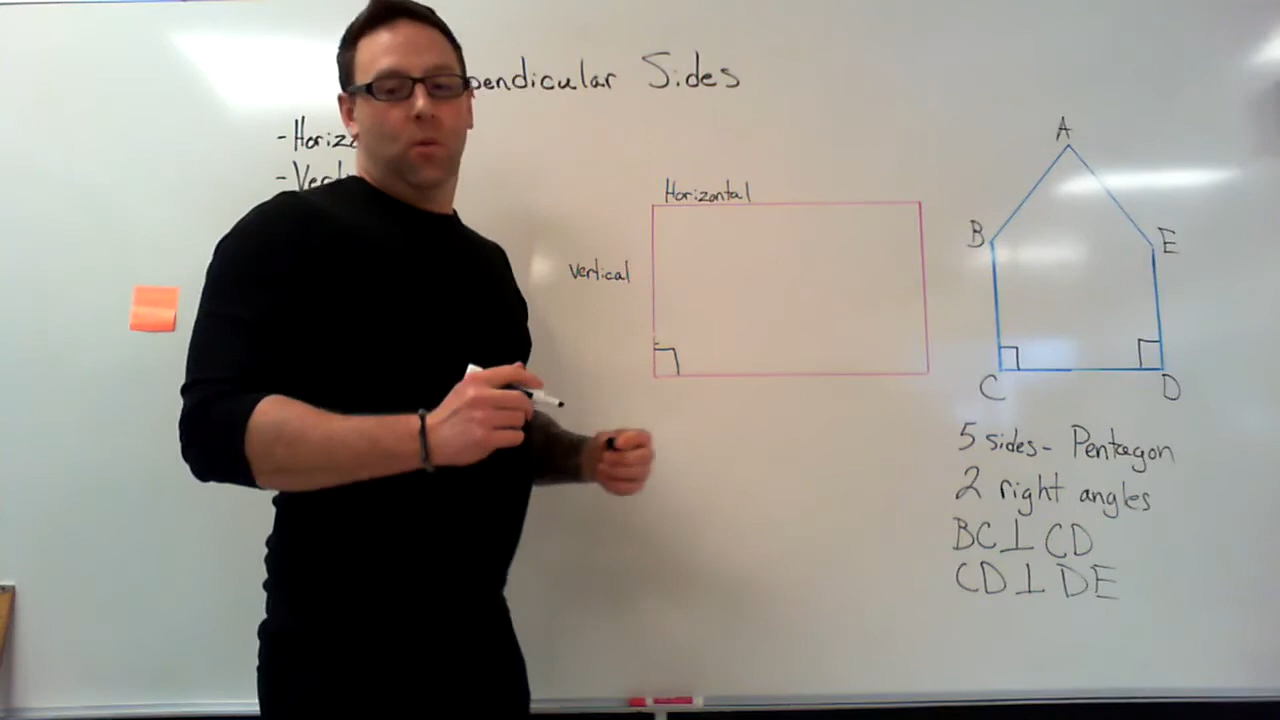 pendicular Sides
- Horiz
- Vert
Horizontal
vertical
A
B
E
C
D
5 sides- Pentagon
2 right angles
BC⊥CD
CD⊥DE